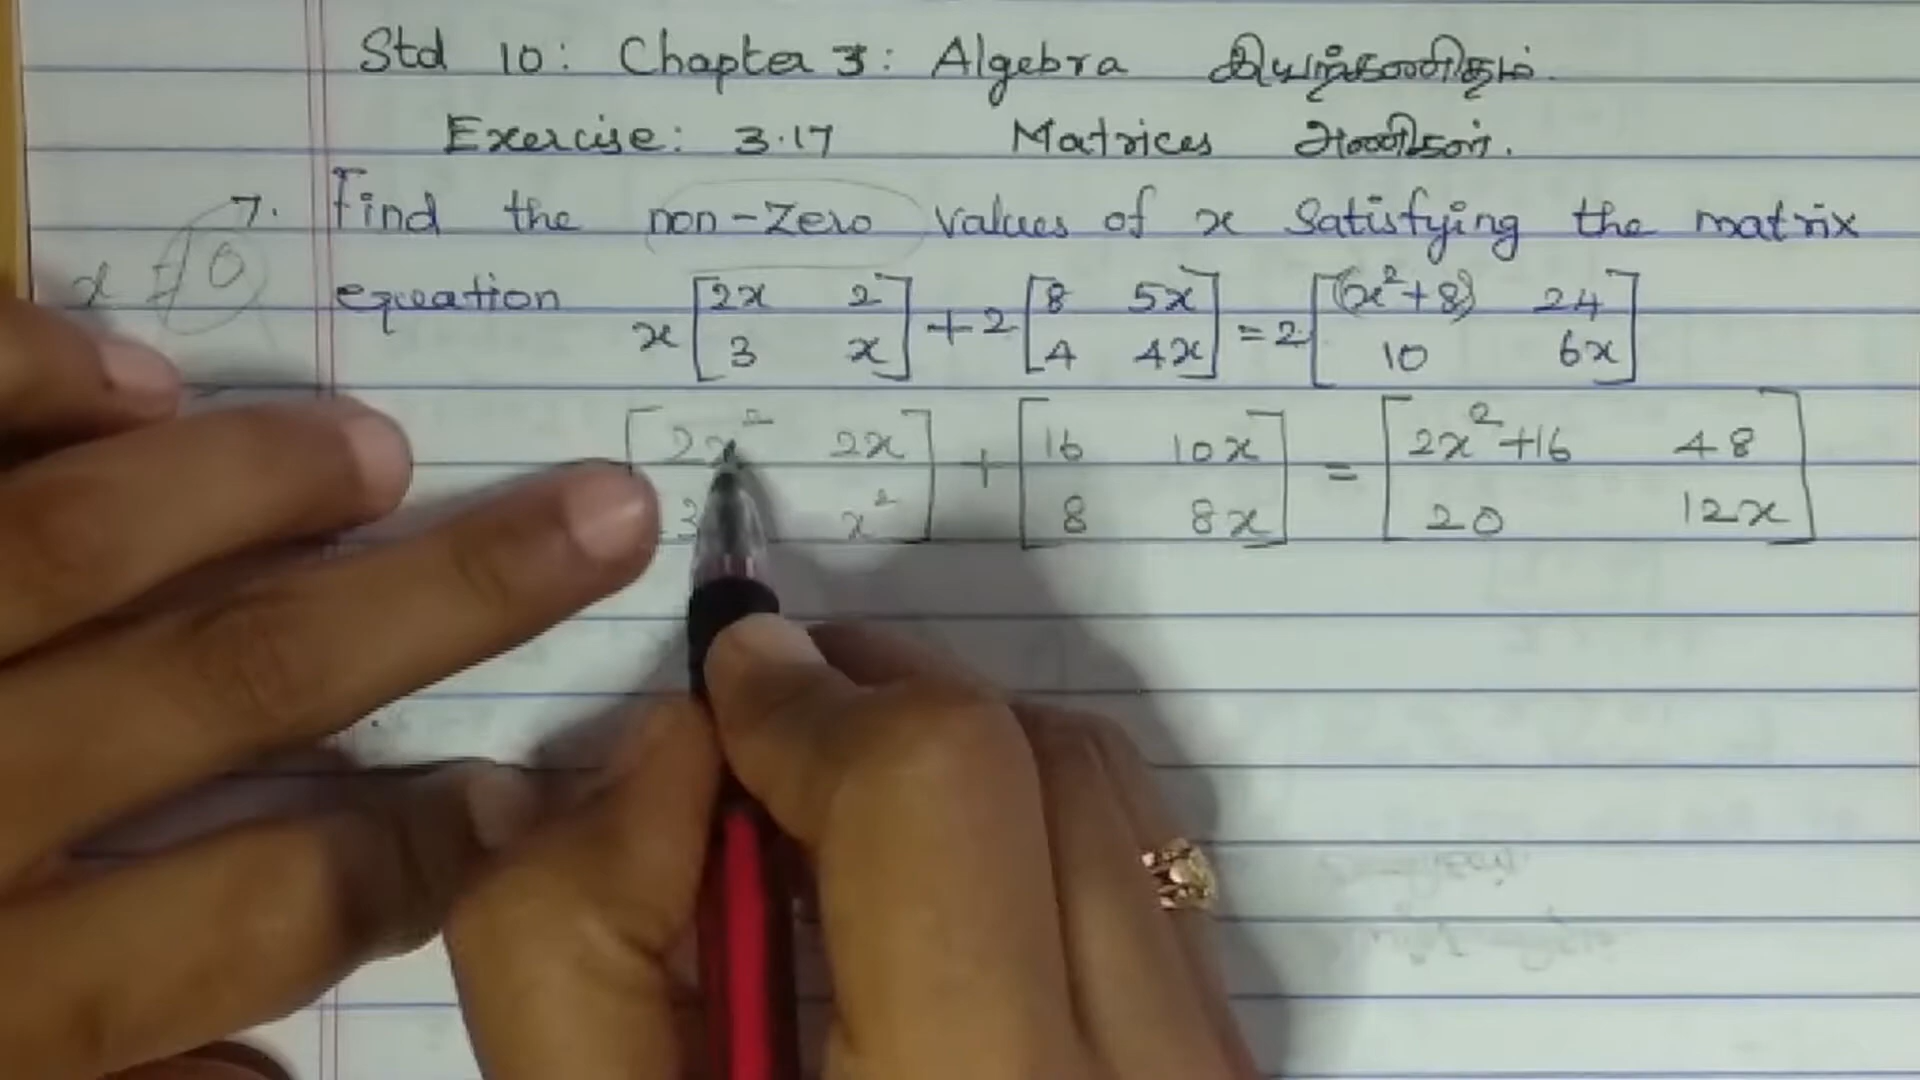 Std 10: Chapter 3: Algebra இயற்கணிதம்.
Exercise: 3.17 Matrices அணிகள்.
7. Find the non-Zero values of x Satisfying the matrix
x ≠ 0
equation x [2x 2] + 2 [8 5x] = 2 [(x²+8) 24]
[3 x] [4 4x] [10 6x]
[2x² 2x] + [16 10x] = [2x²+16 48]
[3 x²] [8 8x] [20 12x]